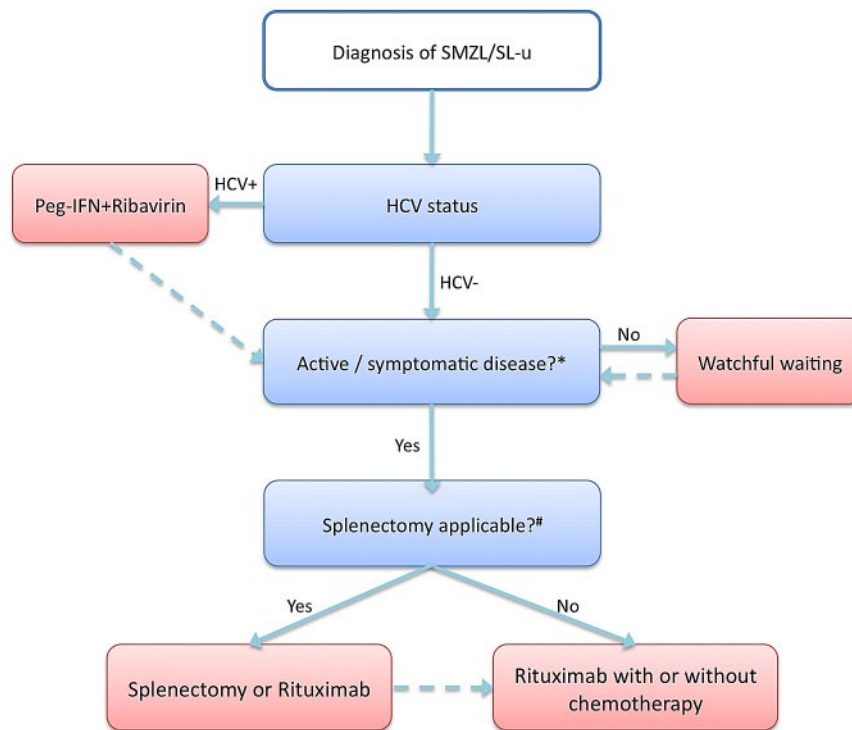 Diagnosis of SMZL/SL-u
Peg-IFN+Ribavirin
HCV+
HCV status
HCV-
Active / symptomatic disease?*
No
Watchful waiting
Yes
Splenectomy applicable?#
Yes
No
Splenectomy or Rituximab
Rituximab with or without
chemotherapy